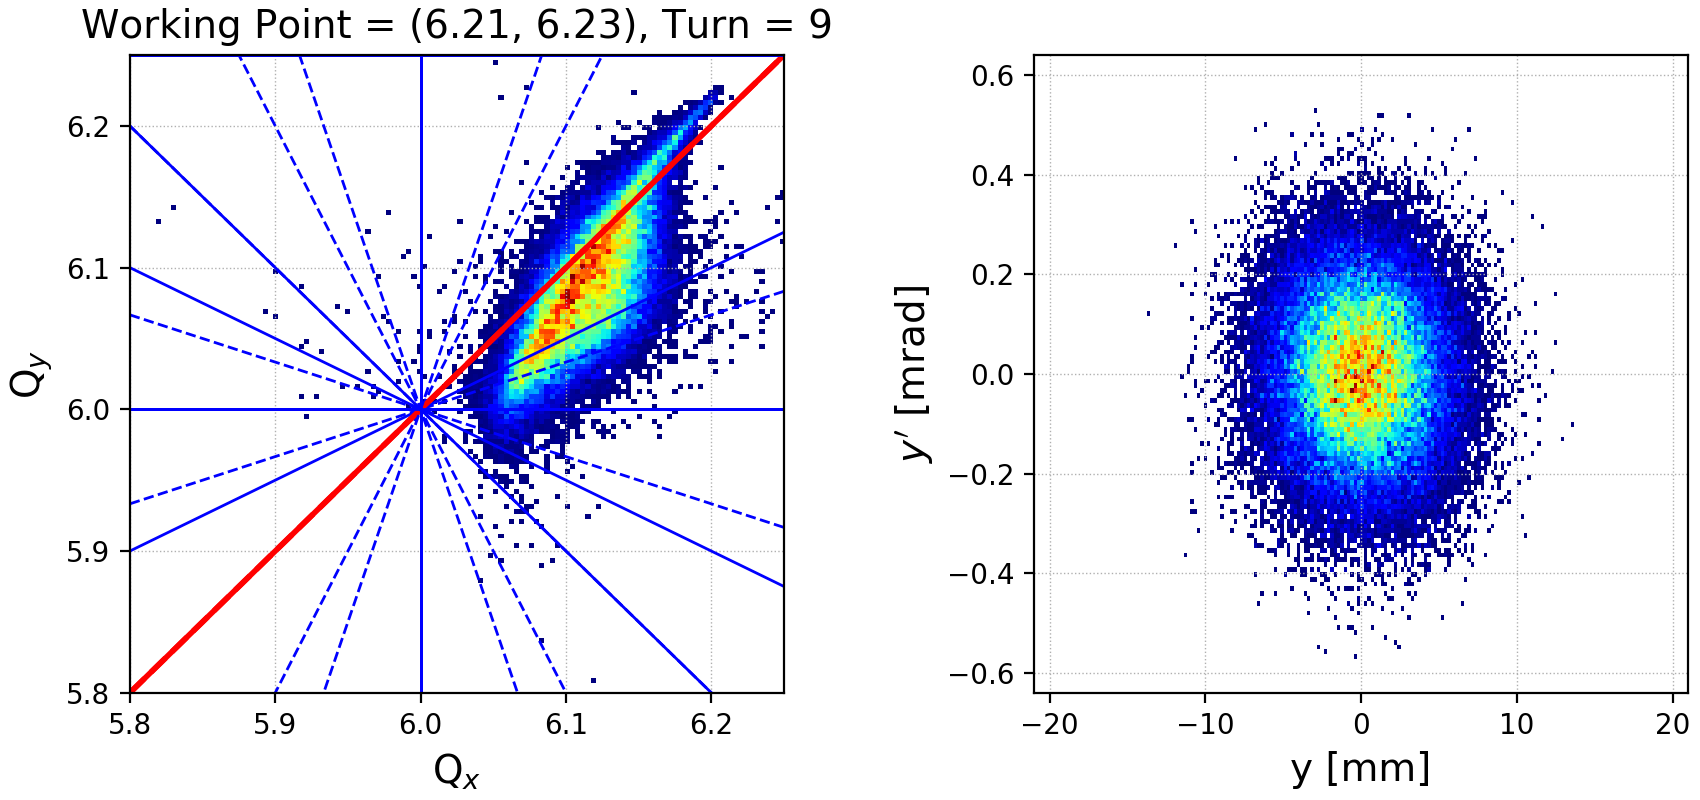 Working Point = (6.21, 6.23), Turn = 9
6.2
6.1
6.0
5.9
5.8
Q_y
5.8 5.9 6.0 6.1 6.2
Q_x
0.6
0.4
0.2
0.0
−0.2
−0.4
−0.6
y′ [mrad]
−20 −10 0 10 20
y [mm]